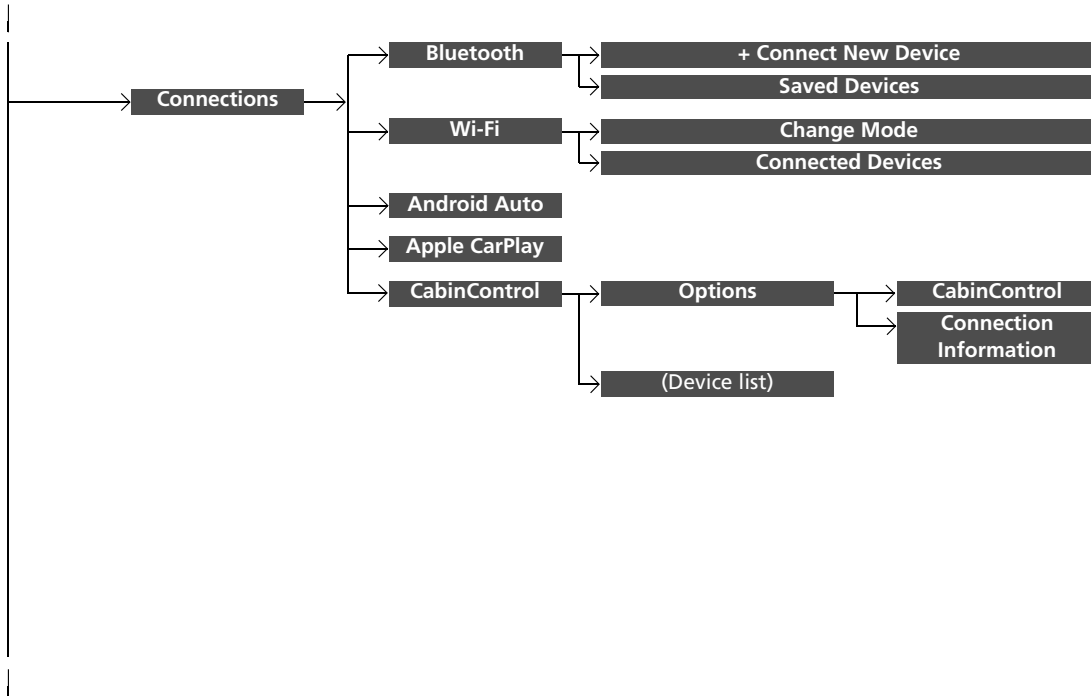 Bluetooth
+ Connect New Device
Saved Devices
Connections
Wi-Fi
Change Mode
Connected Devices
Android Auto
Apple CarPlay
CabinControl
Options
CabinControl
Connection
Information
(Device list)